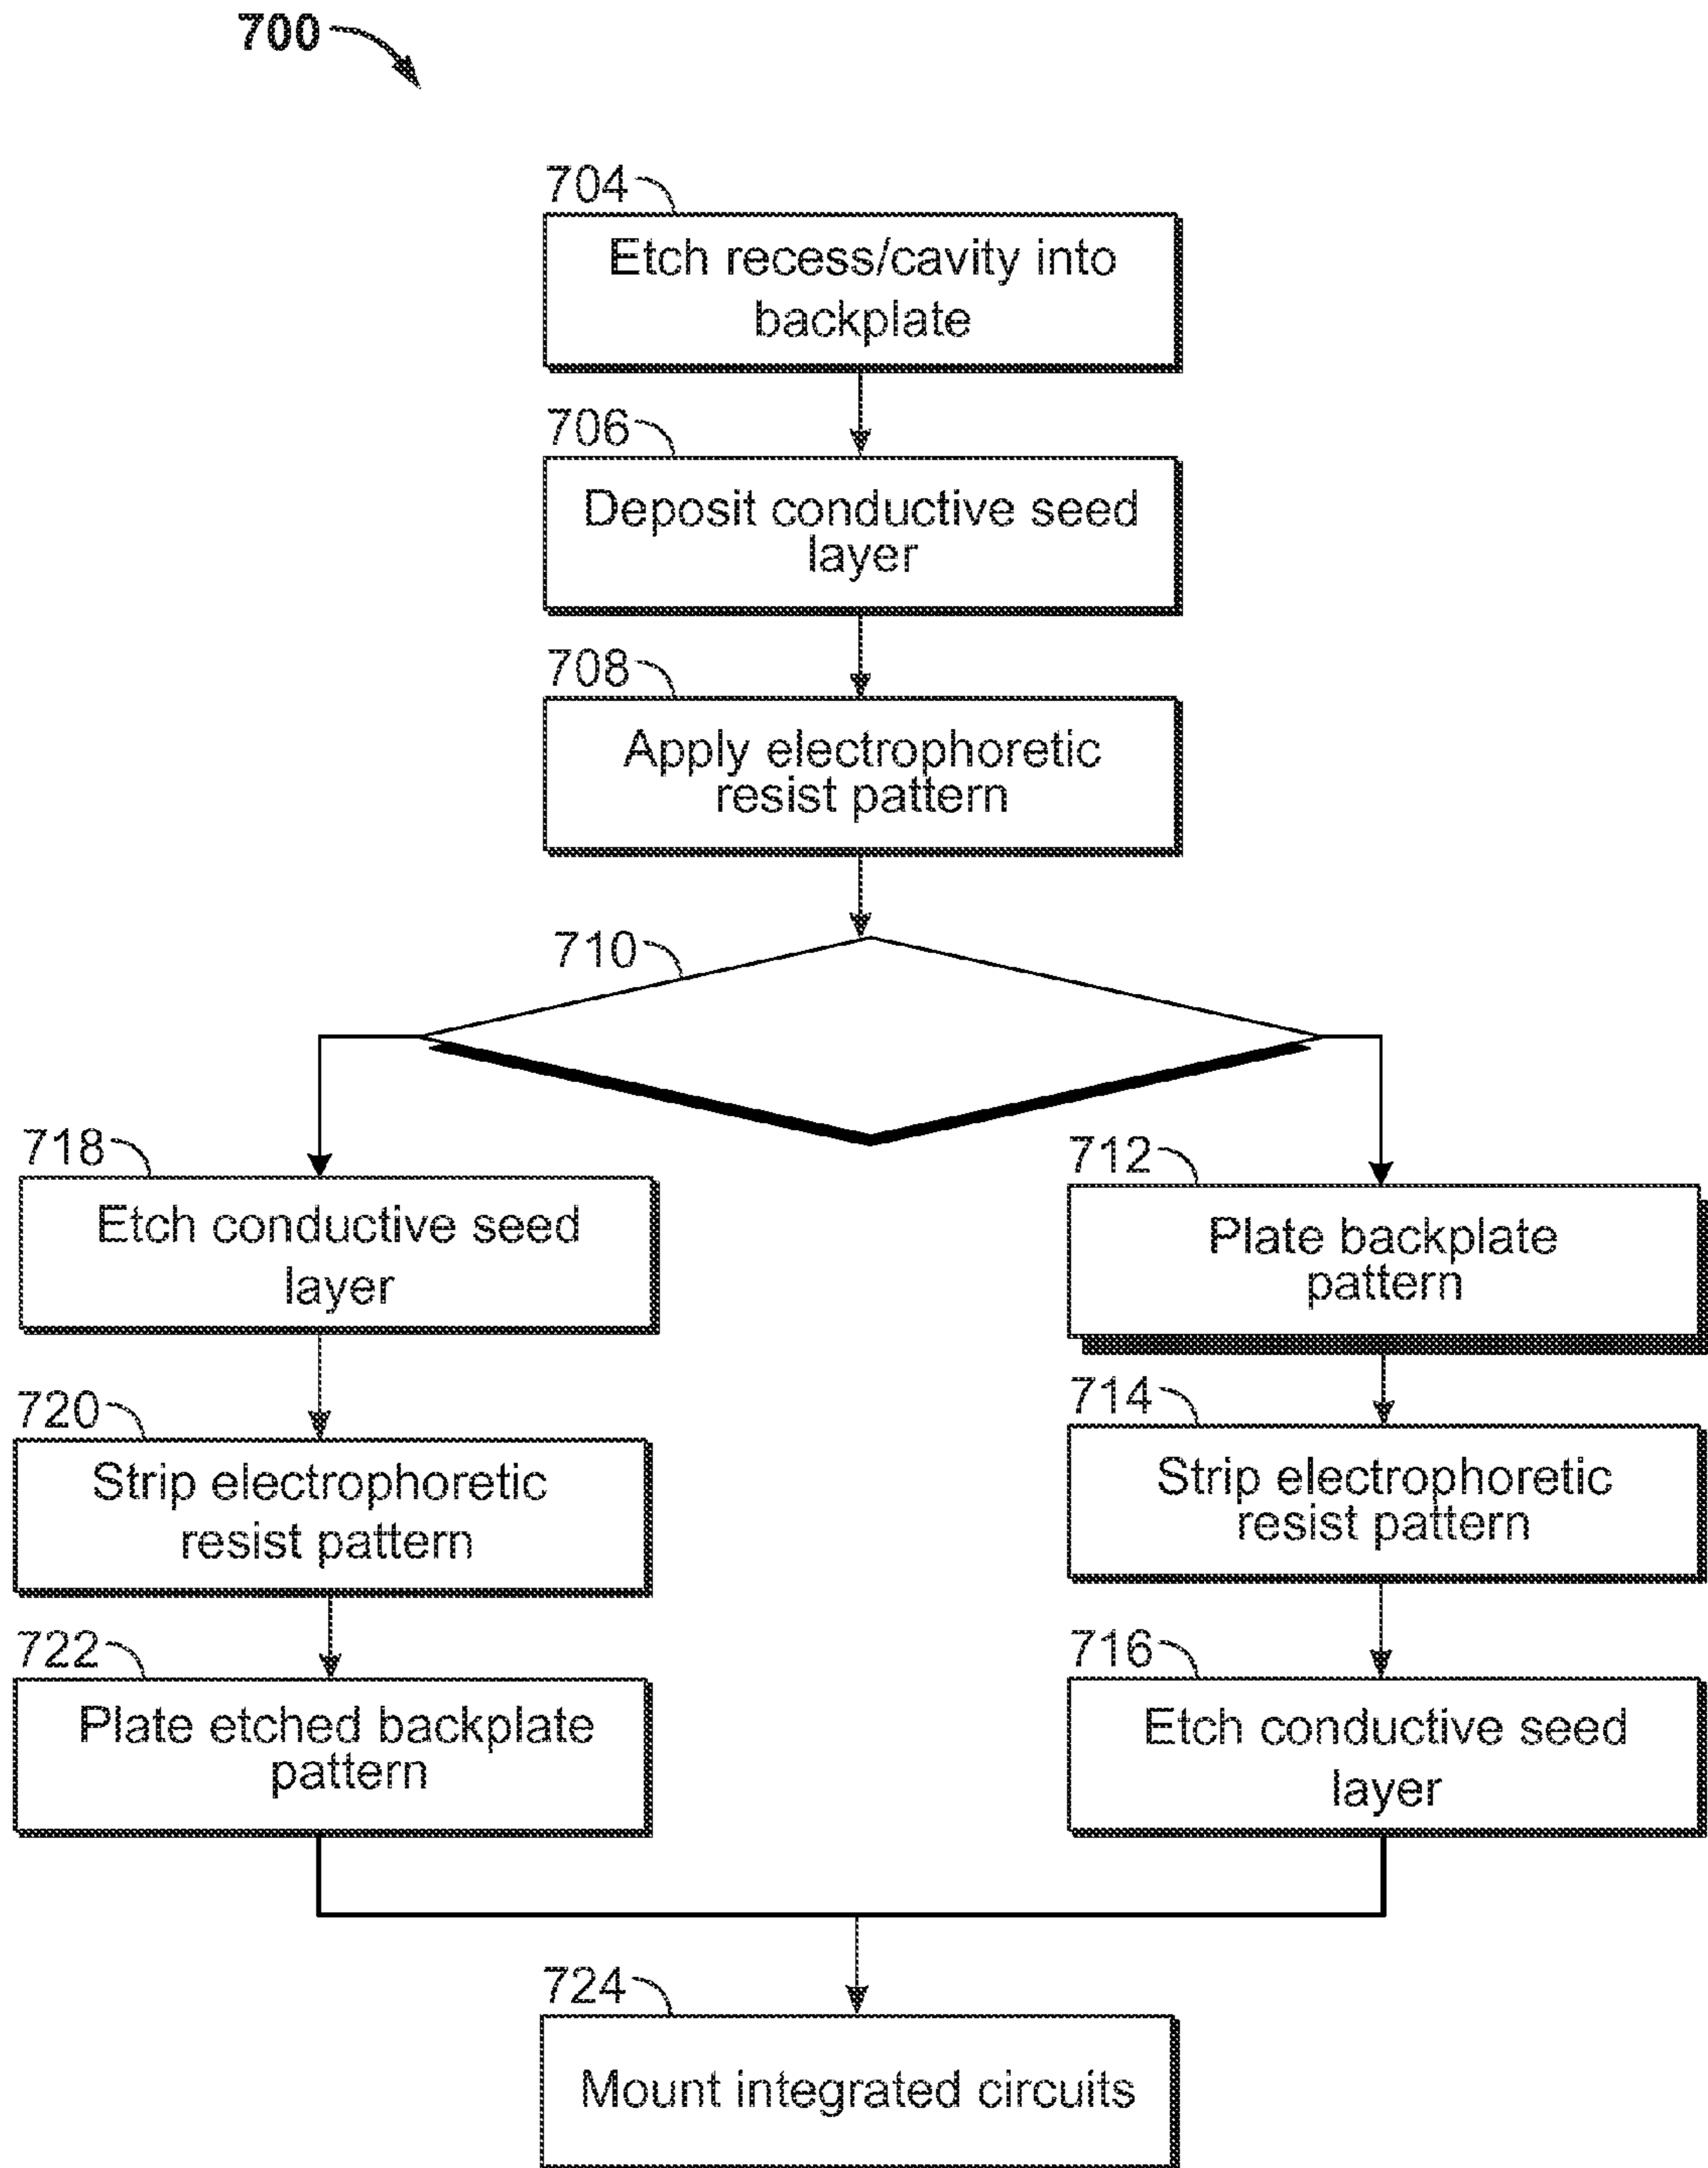 700
704
Etch recess/cavity into
backplate
706
Deposit conductive seed
layer
708
Apply electrophoretic
resist pattern
710
718
Etch conductive seed
layer
720
Strip electrophoretic
resist pattern
722
Plate etched backplate
pattern
712
Plate backplate
pattern
714
Strip electrophoretic
resist pattern
716
Etch conductive seed
layer
724
Mount integrated circuits